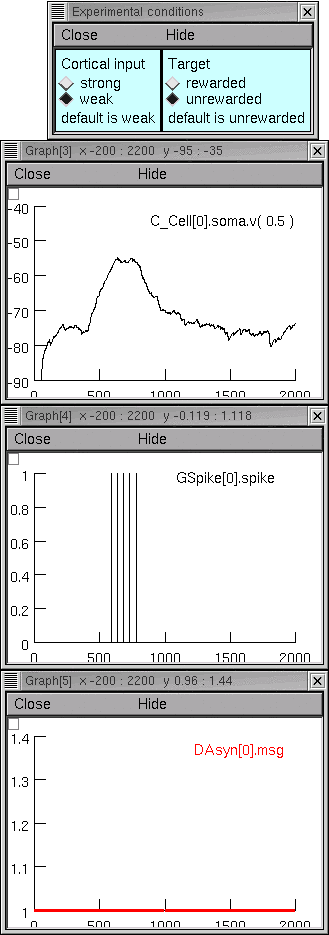 Experimental conditions
Close Hide
Cortical input Target
strong rewarded
weak unrewarded
default is weak default is unrewarded
Graph[3] x -200 : 2200 y -95 : -35
Close Hide
-40
C_Cell[0].soma.v( 0.5 )
-50
-60
-70
-80
-90
0 500 1000 1500 2000
Graph[4] x -200 : 2200 y -0.119 : 1.118
Close Hide
1
GSpike[0].spike
0.8
0.6
0.4
0.2
0
0 500 1000 1500 2000
Graph[5] x -200 : 2200 y 0.96 : 1.44
Close Hide
1.4
DAsyn[0].msg
1.3
1.2
1.1
1
0 500 1000 1500 2000